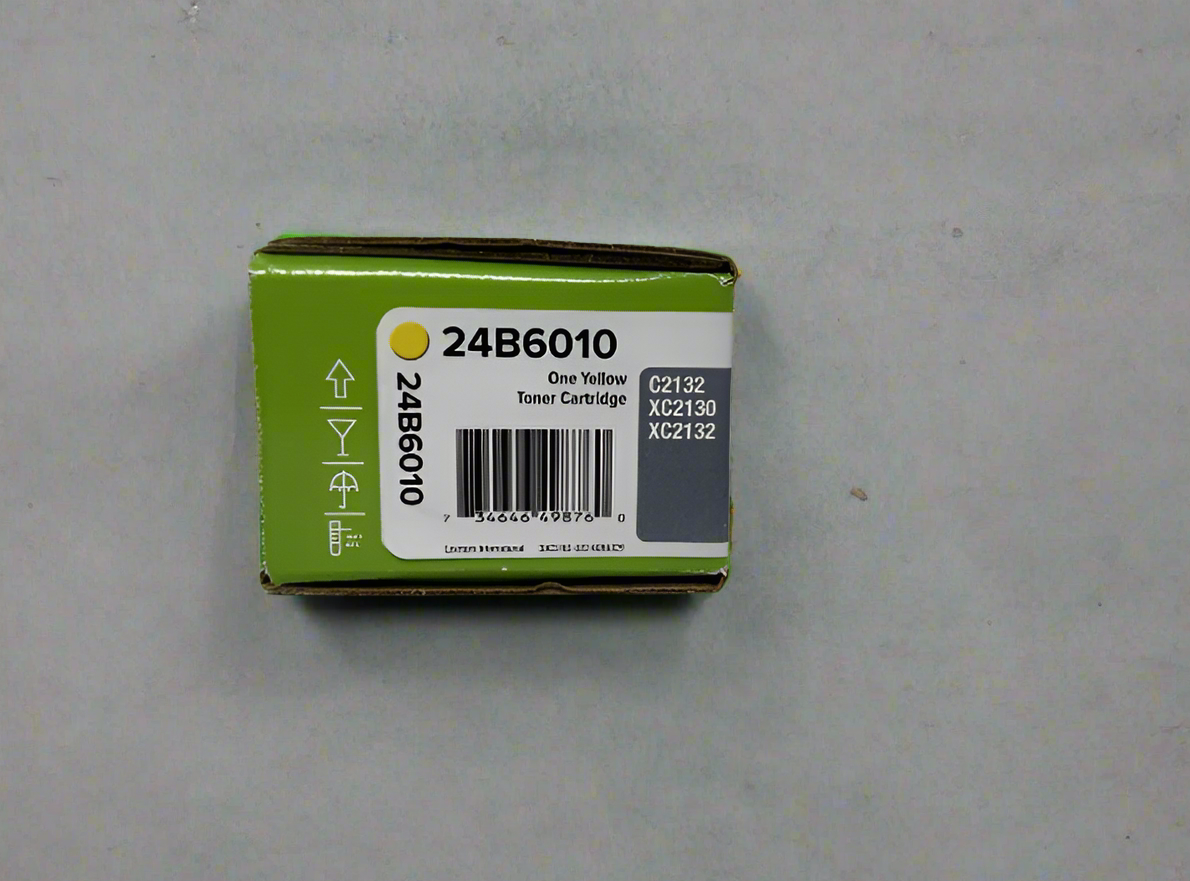 24B6010
24B6010
One Yellow
Toner Cartridge
C2132
XC2130
XC2132
7 34646 49876 0